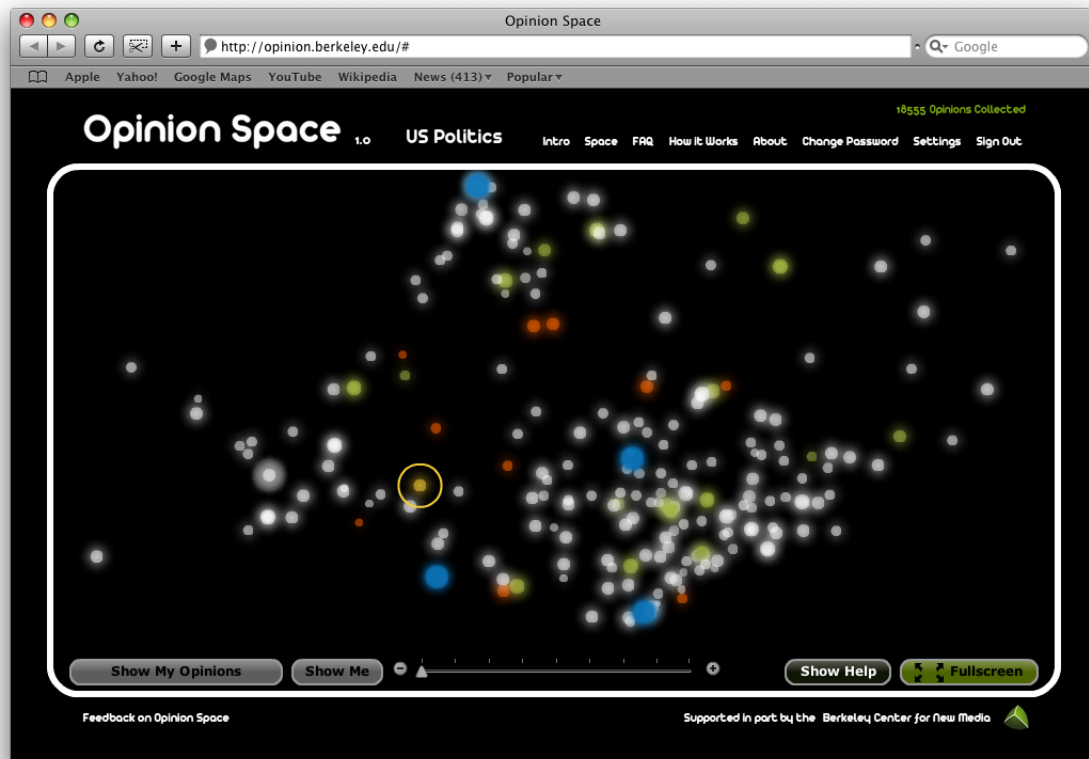 Opinion Space
http://opinion.berkeley.edu/#
Google
Apple Yahoo! Google Maps YouTube Wikipedia News (413)▾ Popular▾
18555 Opinions Collected
Opinion Space 1.0 US Politics
Intro Space FAQ How it Works About Change Password Settings Sign Out
Show My Opinions Show Me Show Help Fullscreen
Feedback on Opinion Space Supported in part by the Berkeley Center for New Media